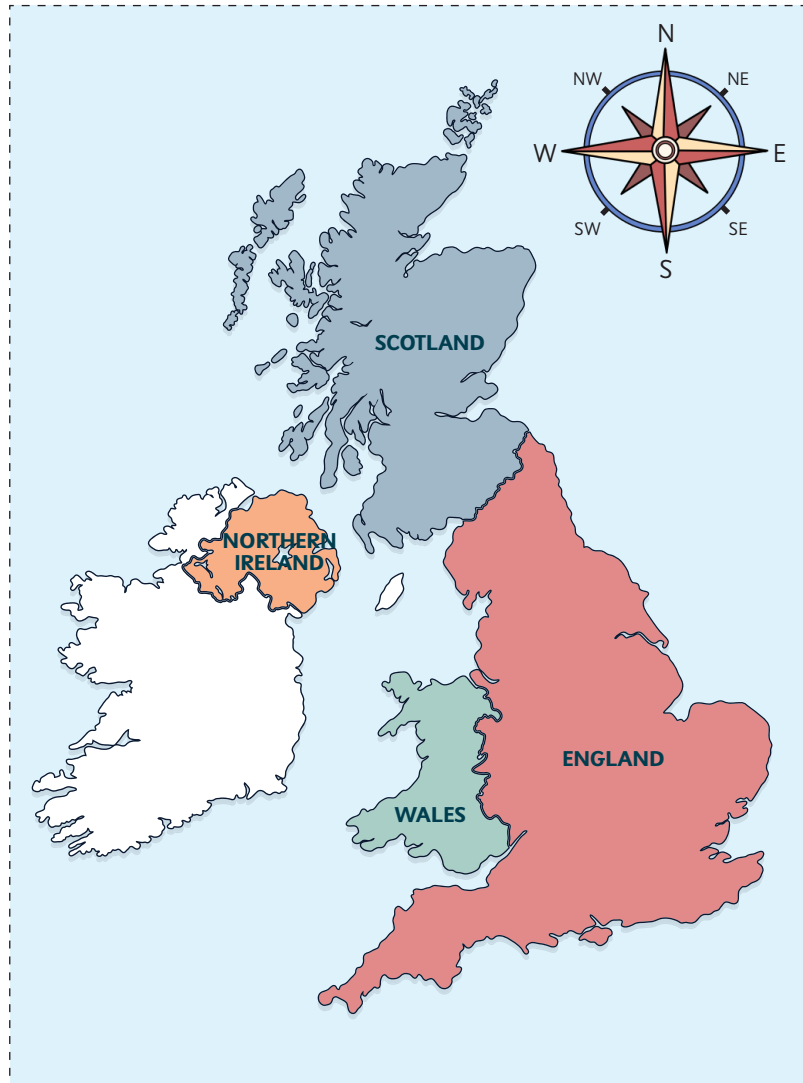 N
NW NE
W E
SW SE
S
SCOTLAND
NORTHERN
IRELAND
ENGLAND
WALES